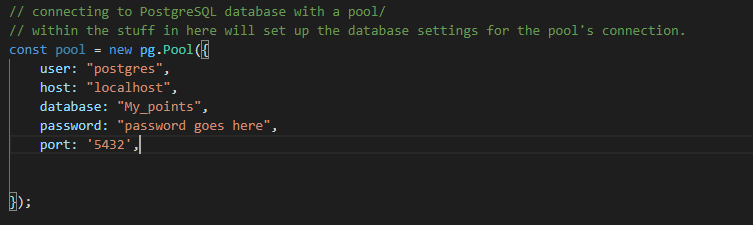 // connecting to PostgreSQL database with a pool/
// within the stuff in here will set up the database settings for the pool's connection.
const pool = new pg.Pool({
    user: "postgres",
    host: "localhost",
    database: "My_points",
    password: "password goes here",
    port: '5432',
});